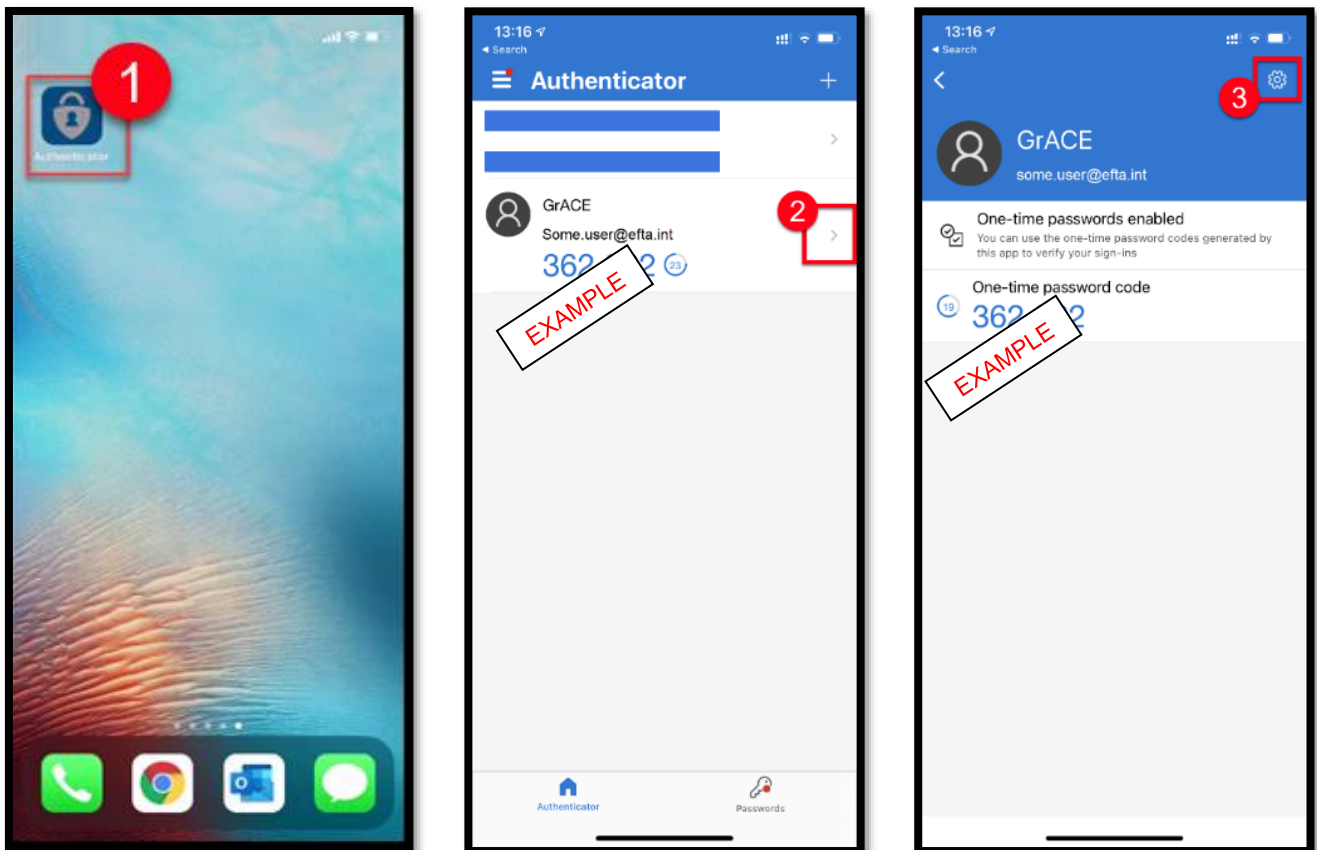 1
Authenticator
13:16
Search
Authenticator
GrACE
Some.user@efta.int
2
362 2
23
EXAMPLE
Authenticator
Passwords
13:16
Search
3
GrACE
some.user@efta.int
One-time passwords enabled
You can use the one-time password codes generated by
this app to verify your sign-ins
One-time password code
19
362 2
EXAMPLE